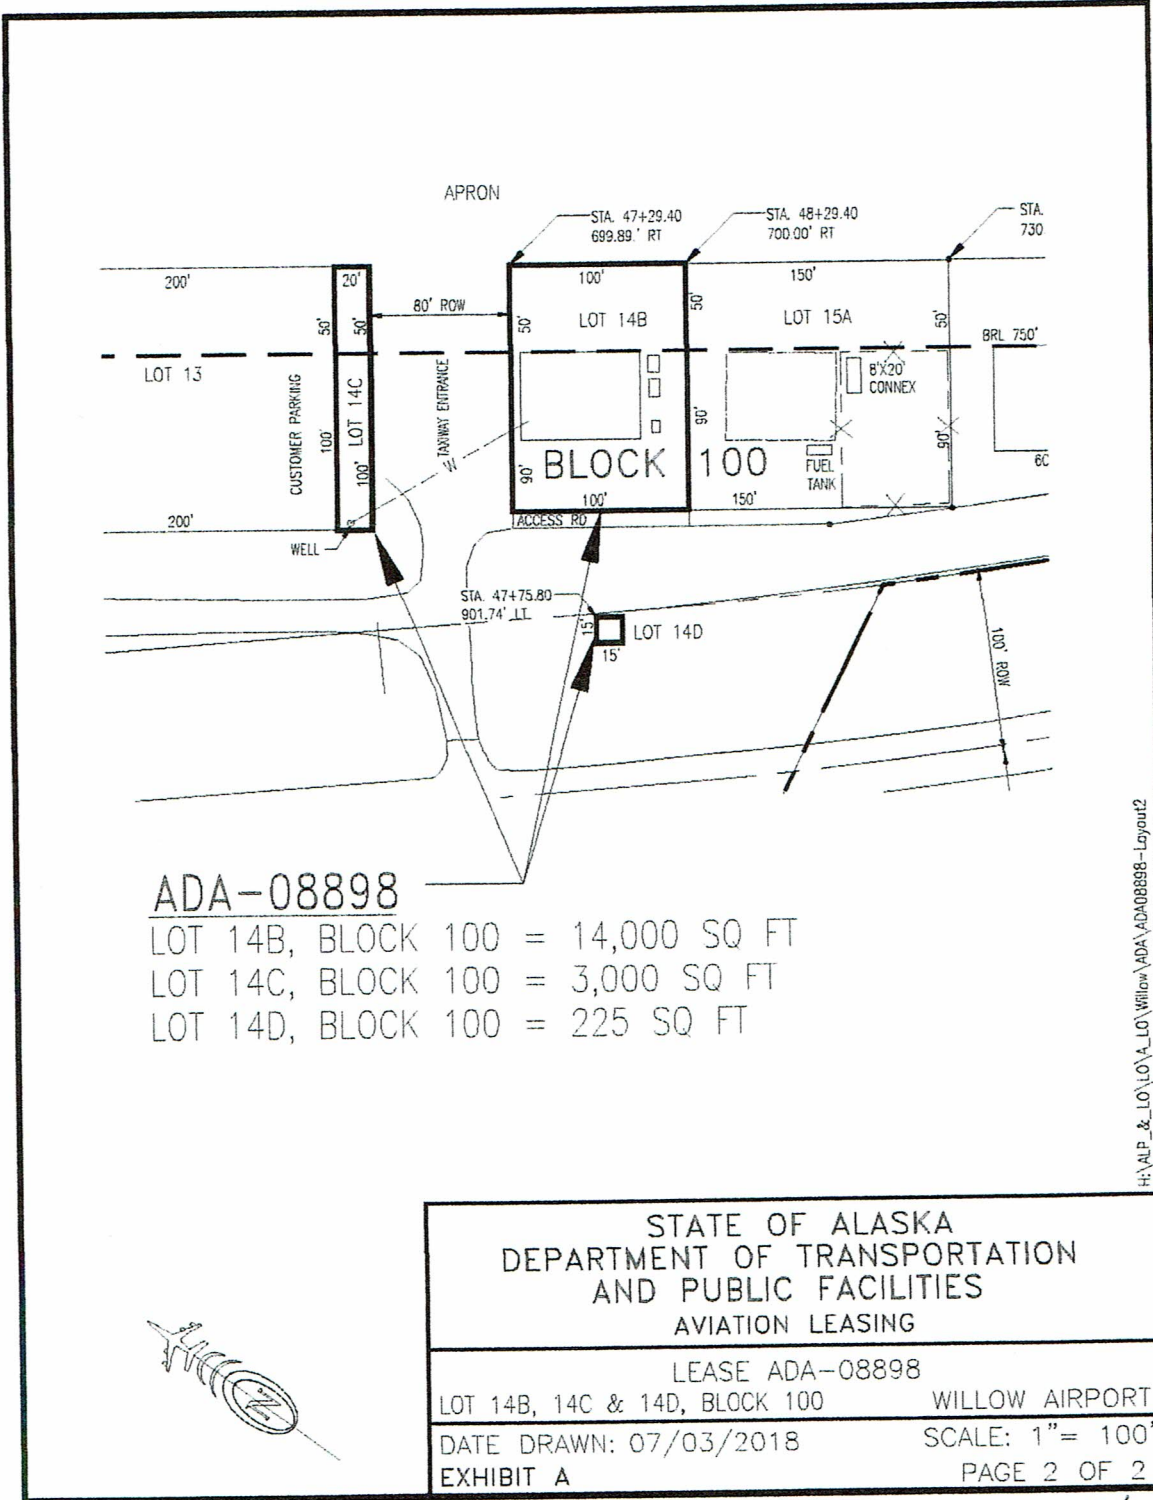 APRON
STA. 47+29.40
699.89.' RT
STA. 48+29.40
700.00' RT
STA.
730
200'
20'
100'
150'
80' ROW
50'
50'
50'
LOT 14B
50'
LOT 15A
50'
BRL 750'
LOT 13
CUSTOMER PARKING
100'
LOT 14C
100'
TAXIWAY ENTRANCE
W
8'X20'
CONNEX
90'
90'
BLOCK 100
90'
FUEL
TANK
60
200'
100'
150'
ACCESS RD
WELL
STA. 47+75.80
901.74' LT
15'
LOT 14D
15'
100' ROW
ADA-08898
LOT 14B, BLOCK 100 = 14,000 SQ FT
LOT 14C, BLOCK 100 = 3,000 SQ FT
LOT 14D, BLOCK 100 = 225 SQ FT
H:\ALP_&_LO\LO\A_LO\Willow\ADA\ADA08898-Layout2
STATE OF ALASKA
DEPARTMENT OF TRANSPORTATION
AND PUBLIC FACILITIES
AVIATION LEASING
LEASE ADA-08898
LOT 14B, 14C & 14D, BLOCK 100 WILLOW AIRPORT
DATE DRAWN: 07/03/2018 SCALE: 1"= 100'
EXHIBIT A PAGE 2 OF 2